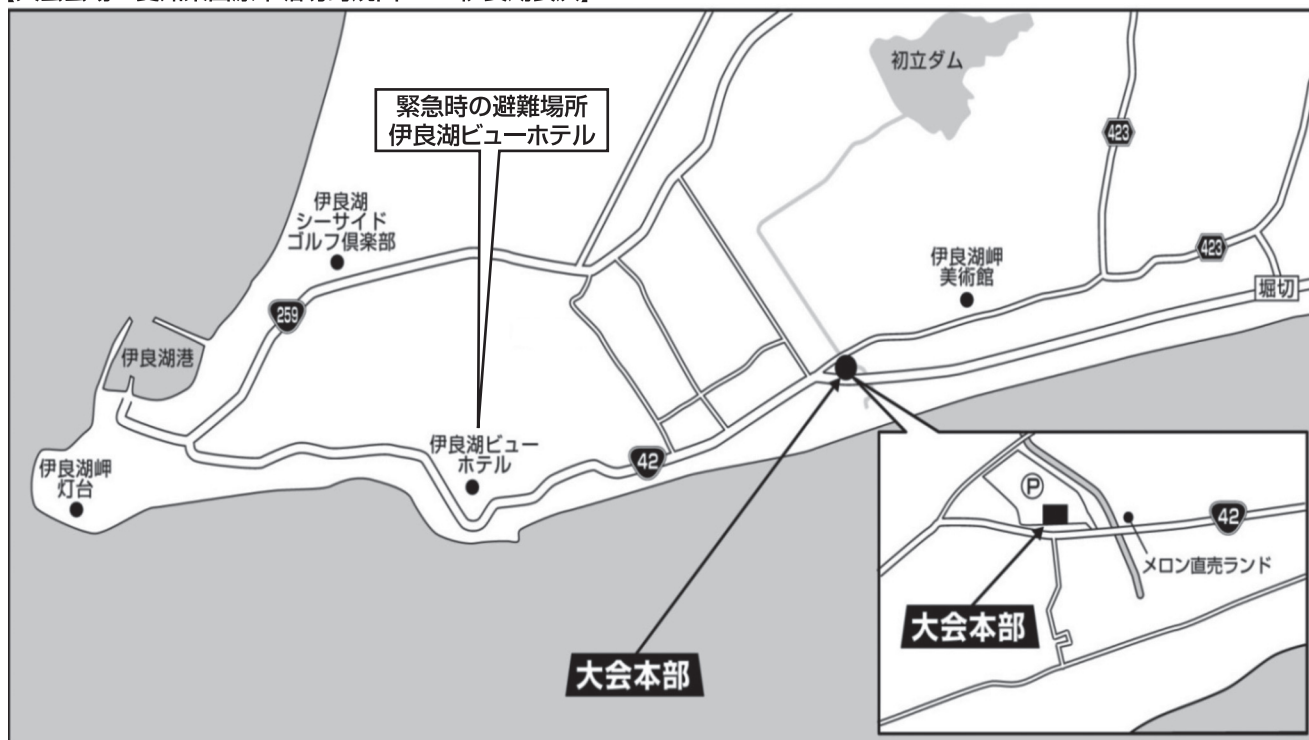 初立ダム
緊急時の避難場所
伊良湖ビューホテル
423
伊良湖
シーサイド
ゴルフ倶楽部
伊良湖岬
美術館
423
堀切
259
伊良湖港
伊良湖ビュー
ホテル
42
伊良湖岬
灯台
P
42
メロン直売ランド
大会本部
大会本部